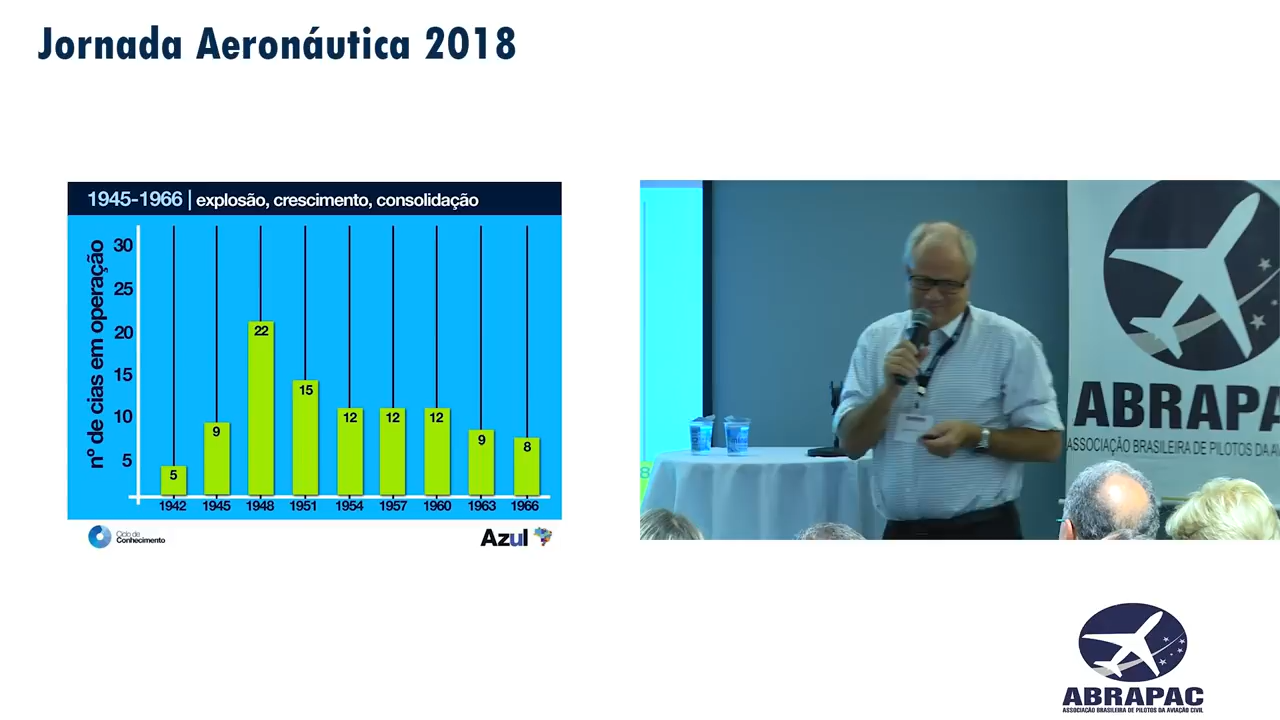 Jornada Aeronáutica 2018
1945-1966 | explosão, crescimento, consolidação
nº de cias em operação
30
25
20
15
10
5
5
9
22
15
12
12
12
9
8
1942
1945
1948
1951
1954
1957
1960
1963
1966
Ciclo de
Conhecimento
Azul
ABRAPA
ASSOCIAÇÃO BRASILEIRA DE PILOTOS DA AVI
ABRAPAC
ASSOCIAÇÃO BRASILEIRA DE PILOTOS DA AVIAÇÃO CIVIL